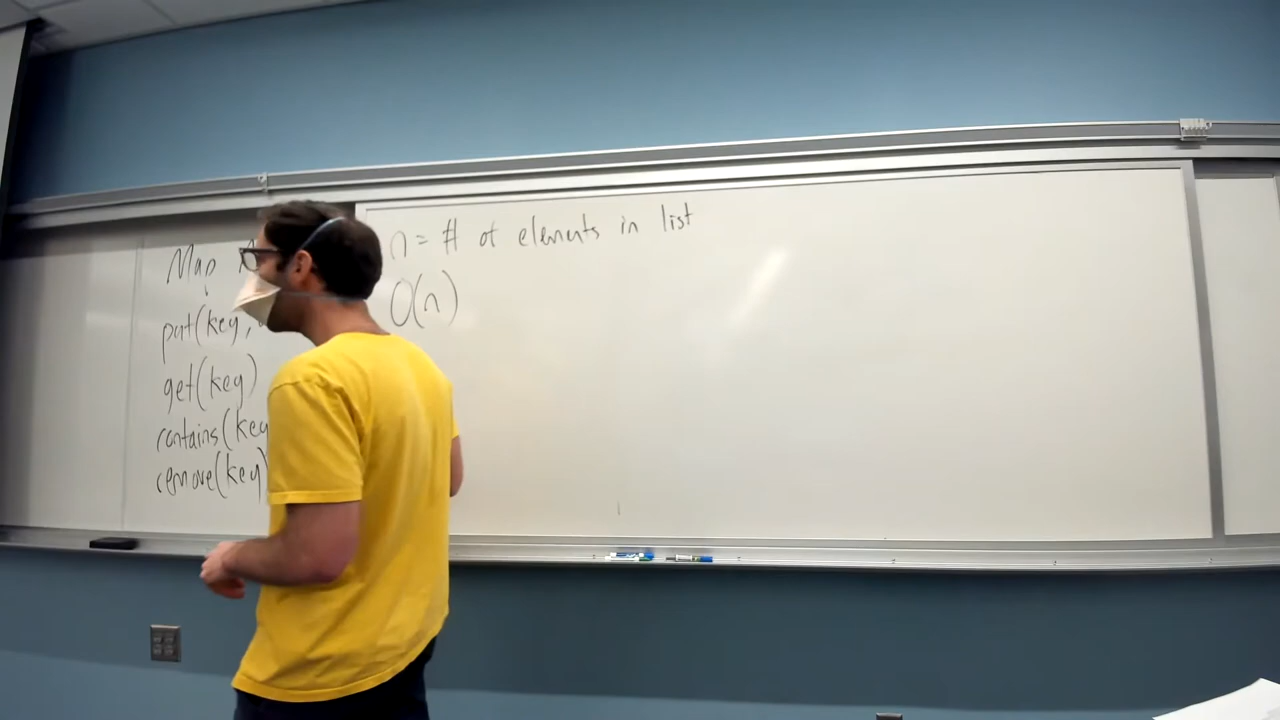 Map
put(key,
get(key)
contains(key
remove(key)
n = # of elements in list
O(n)